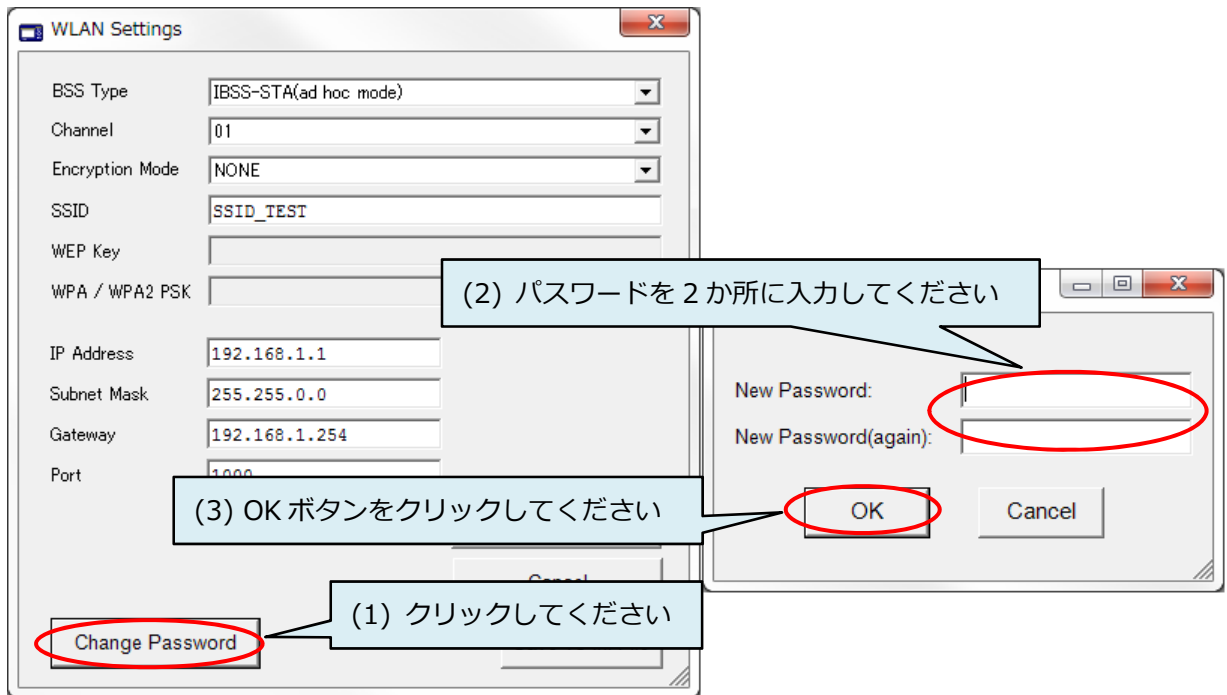 WLAN Settings
BSS Type IBSS-STA(ad hoc mode)
Channel 01
Encryption Mode NONE
SSID SSID_TEST
WEP Key
WPA / WPA2 PSK
(2) パスワードを 2 か所に入力してください
IP Address 192.168.1.1
Subnet Mask 255.255.0.0
Gateway 192.168.1.254
Port 1000
New Password:
New Password(again):
(3) OK ボタンをクリックしてください
OK Cancel
Cancel
(1) クリックしてください
Change Password